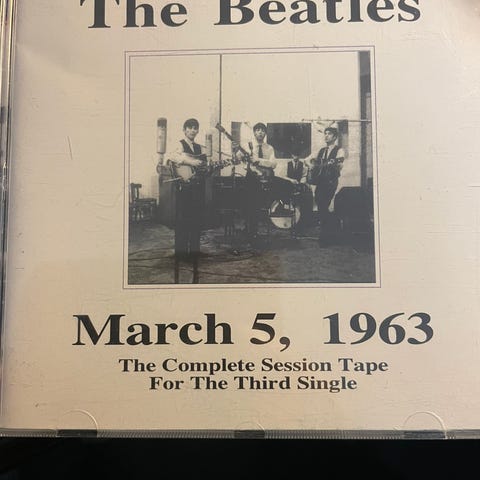 The Beatles
March 5, 1963
The Complete Session Tape
For The Third Single